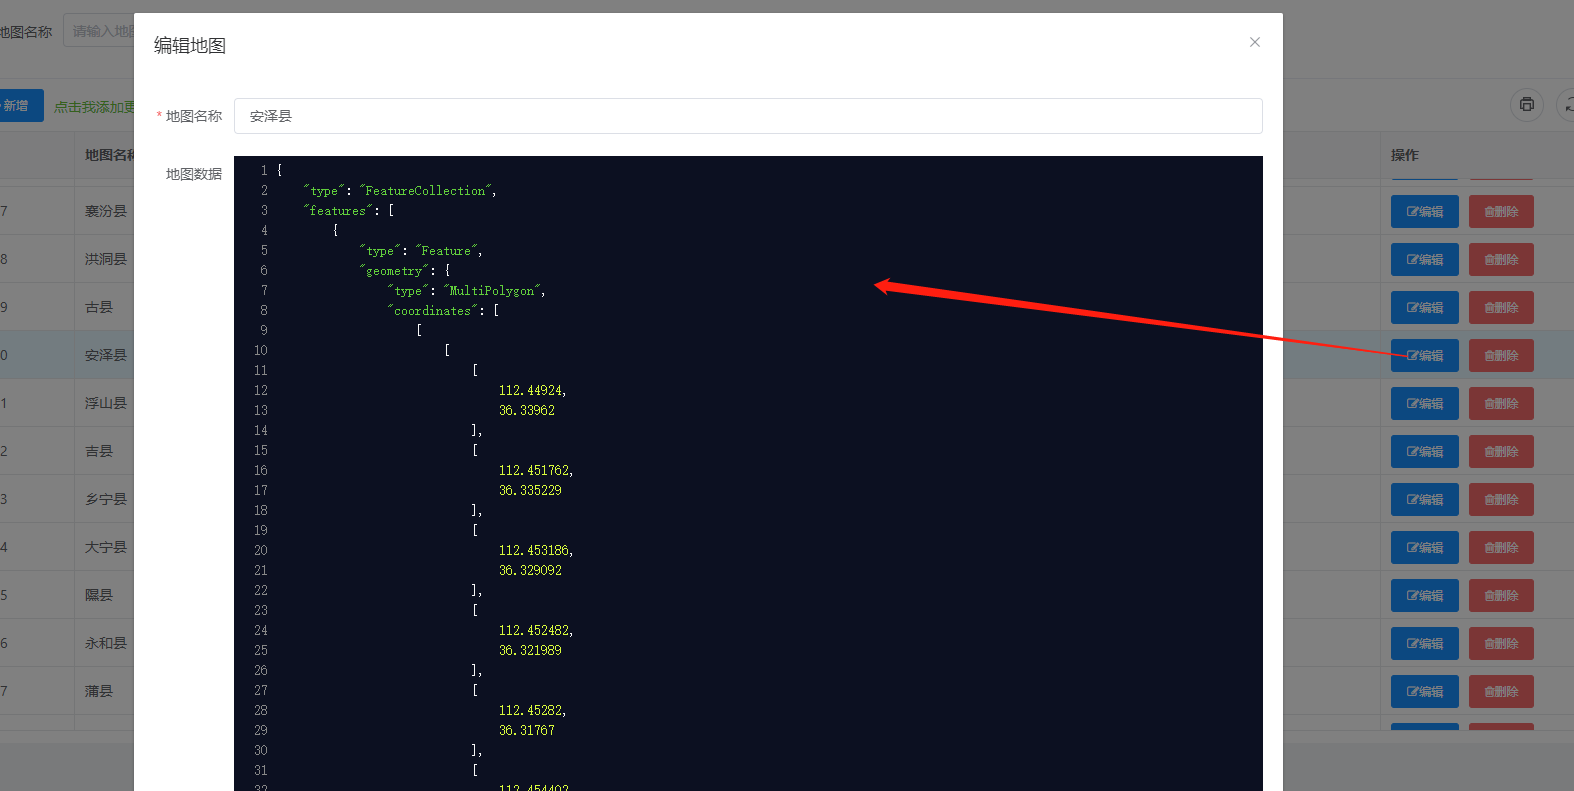 地图名称
请输入地
新增
点击我添加更
地图名称
操作
7 襄汾县 编辑 删除
8 洪洞县 编辑 删除
9 古县 编辑 删除
0 安泽县 编辑 删除
1 浮山县 编辑 删除
2 吉县 编辑 删除
3 乡宁县 编辑 删除
4 大宁县 编辑 删除
5 隰县 编辑 删除
6 永和县 编辑 删除
7 蒲县 编辑 删除
编辑地图
* 地图名称
安泽县
地图数据
1 {
2 "type": "FeatureCollection",
3 "features": [
4 {
5 "type": "Feature",
6 "geometry": {
7 "type": "MultiPolygon",
8 "coordinates": [
9 [
10 [
11 [
12 112.44924,
13 36.33962
14 ],
15 [
16 112.451762,
17 36.335229
18 ],
19 [
20 112.453186,
21 36.329092
22 ],
23 [
24 112.452482,
25 36.321989
26 ],
27 [
28 112.45282,
29 36.31767
30 ],
31 [
32 112.454402